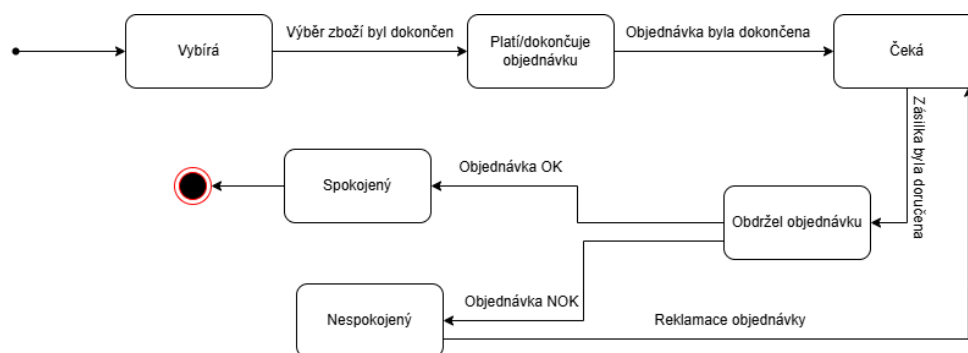 Vybírá
Výběr zboží byl dokončen
Platí/dokončuje
objednávku
Objednávka byla dokončena
Čeká
Zásilka byla doručena
Objednávka OK
Spokojený
Obdržel objednávku
Objednávka NOK
Nespokojený
Reklamace objednávky